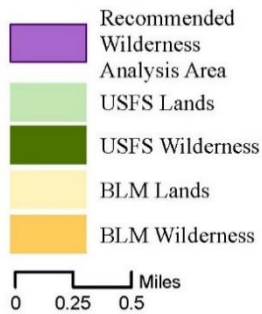 Recommended
Wilderness
Analysis Area
USFS Lands
USFS Wilderness
BLM Lands
BLM Wilderness
Miles
0 0.25 0.5